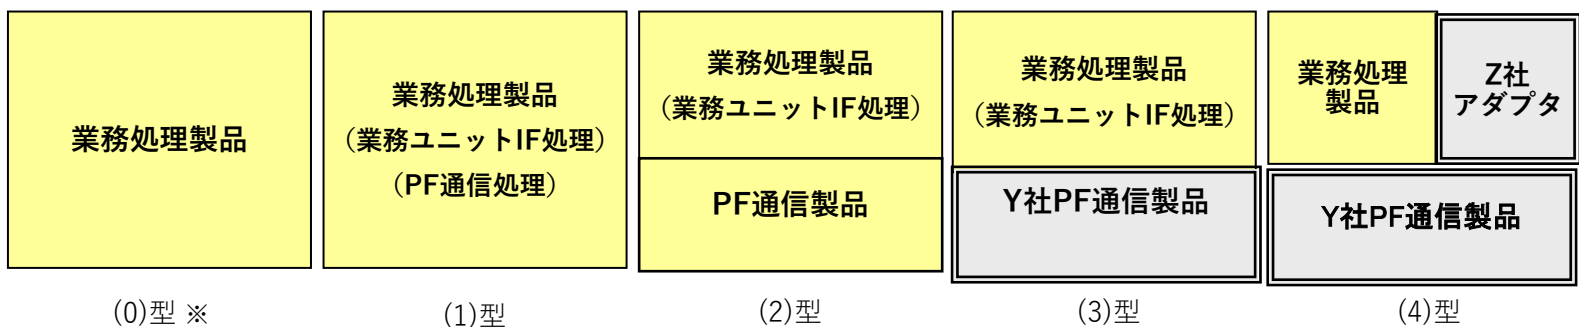 業務処理製品
業務処理製品
（業務ユニットIF処理）
（PF通信処理）
業務処理製品
（業務ユニットIF処理）
PF通信製品
業務処理製品
（業務ユニットIF処理）
Y社PF通信製品
業務処理
製品
Z社
アダプタ
Y社PF通信製品
(0)型 ※
(1)型
(2)型
(3)型
(4)型